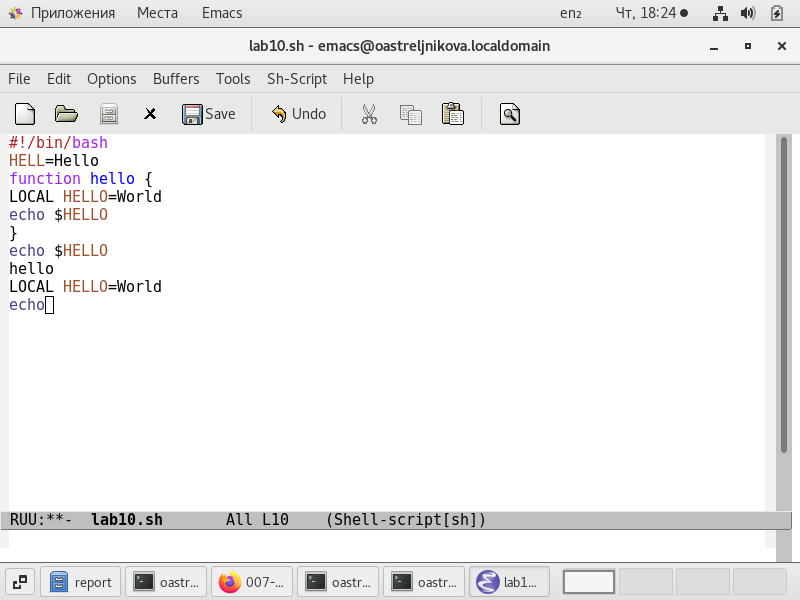 Приложения Места Emacs en₂ Чт, 18:24
lab10.sh - emacs@oastreljnikova.localdomain
File Edit Options Buffers Tools Sh-Script Help
Save Undo
#!/bin/bash
HELL=Hello
function hello {
LOCAL HELLO=World
echo $HELLO
}
echo $HELLO
hello
LOCAL HELLO=World
echo
RUU:**- lab10.sh All L10 (Shell-script[sh])
report oastr… 007-… oastr… oastr… lab1…